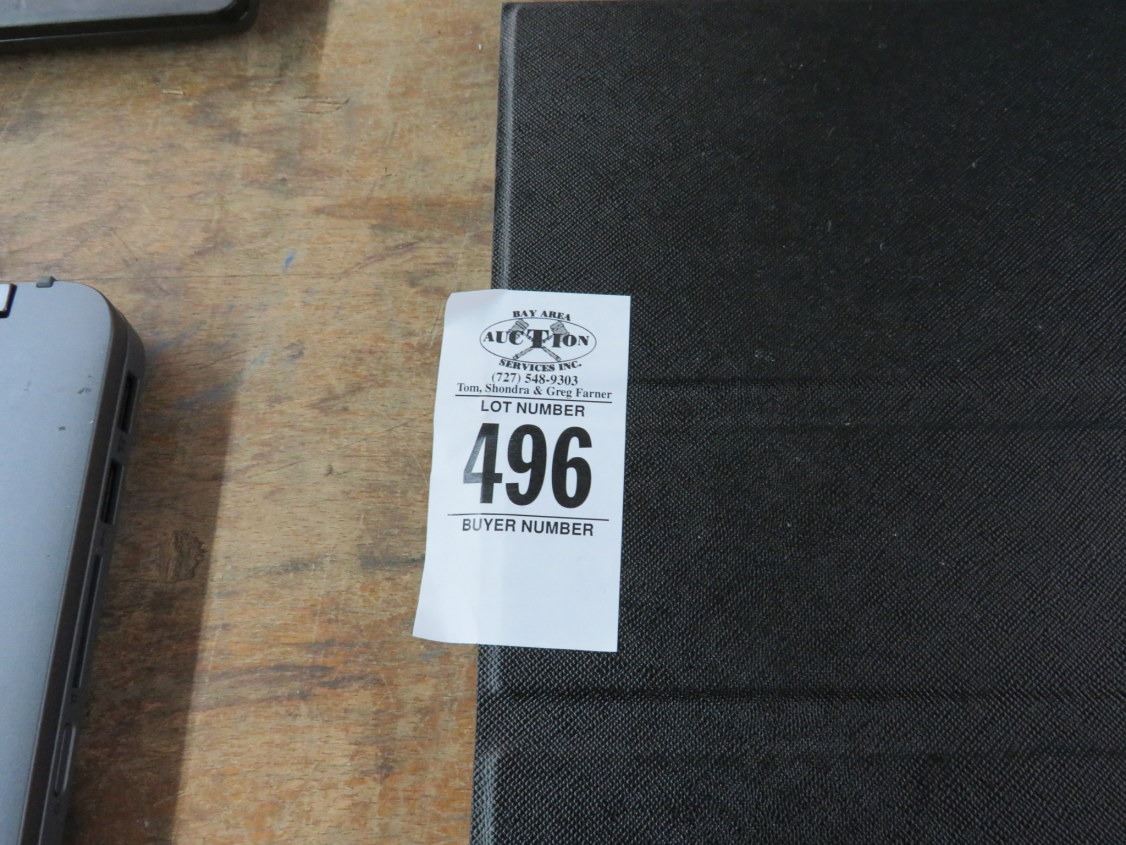 BAY AREA
AUCTION
SERVICES INC.
(727) 548-9303
Tom, Shondra & Greg Farner
LOT NUMBER
496
BUYER NUMBER